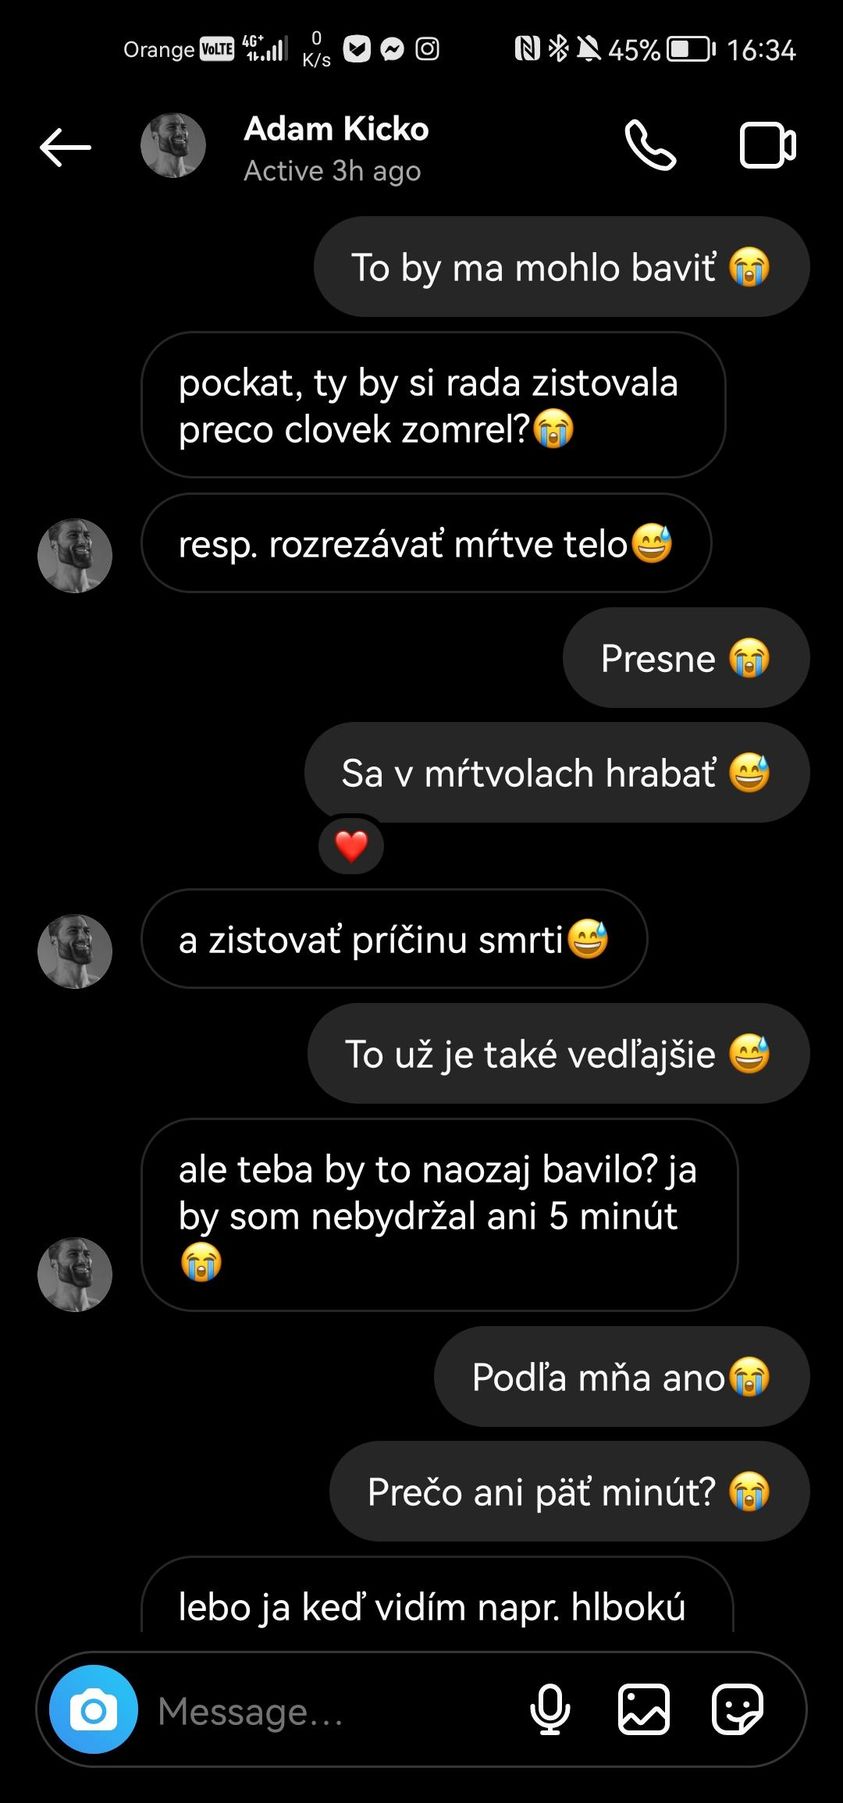 Orange VoLTE 4G+ 0 K/s 45% 16:34
Adam Kicko
Active 3h ago
To by ma mohlo baviť 😭
pockat, ty by si rada zistovala
preco clovek zomrel?😭
resp. rozrezávať mŕtve telo😅
Presne 😭
Sa v mŕtvolach hrabať 😅
❤️
a zistovať príčinu smrti😅
To už je také vedľajšie 😅
ale teba by to naozaj bavilo? ja
by som nebydržal ani 5 minút
😭
Podľa mňa ano😭
Prečo ani päť minút? 😭
lebo ja keď vidím napr. hlbokú
Message...